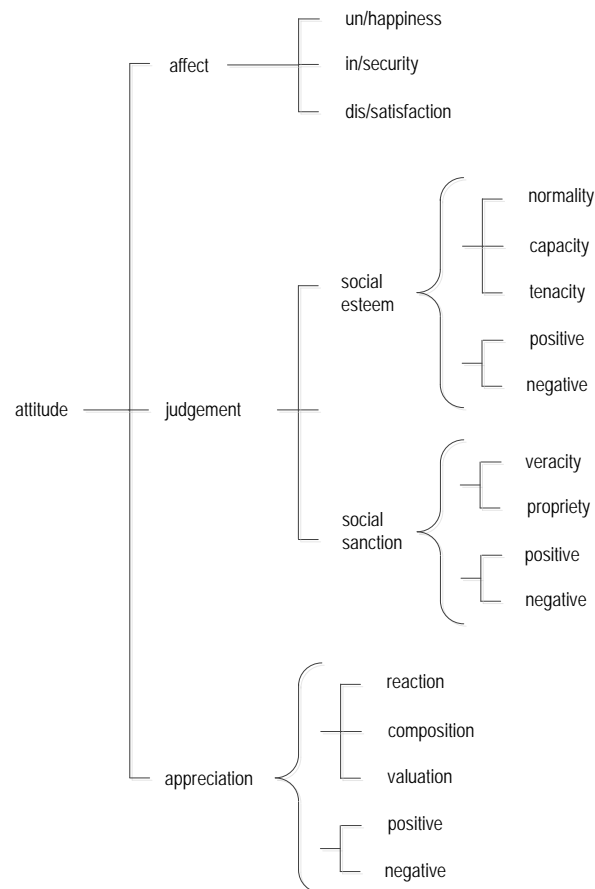 un/happiness
affect
in/security
dis/satisfaction
normality
capacity
social
esteem
tenacity
positive
negative
attitude
judgement
veracity
propriety
social
sanction
positive
negative
reaction
composition
appreciation
valuation
positive
negative